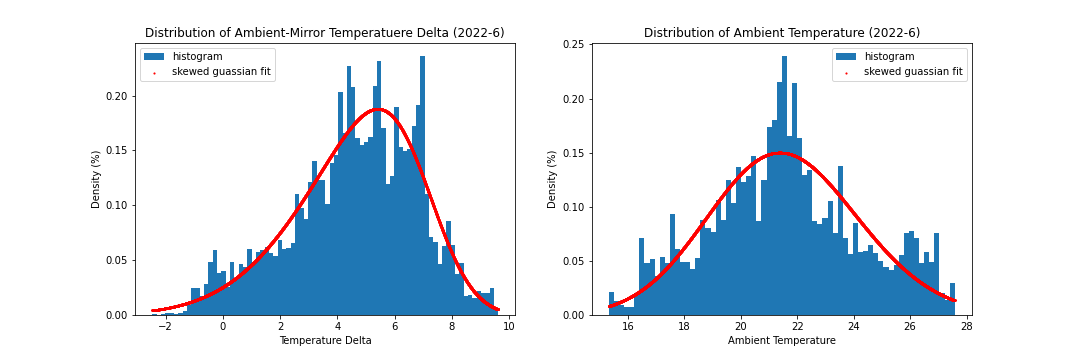 Distribution of Ambient-Mirror Temperatuere Delta (2022-6)
histogram
skewed guassian fit
Density (%)
0.20
0.15
0.10
0.05
0.00
−2 0 2 4 6 8 10
Temperature Delta
Distribution of Ambient Temperature (2022-6)
histogram
skewed guassian fit
Density (%)
0.25
0.20
0.15
0.10
0.05
0.00
16 18 20 22 24 26 28
Ambient Temperature